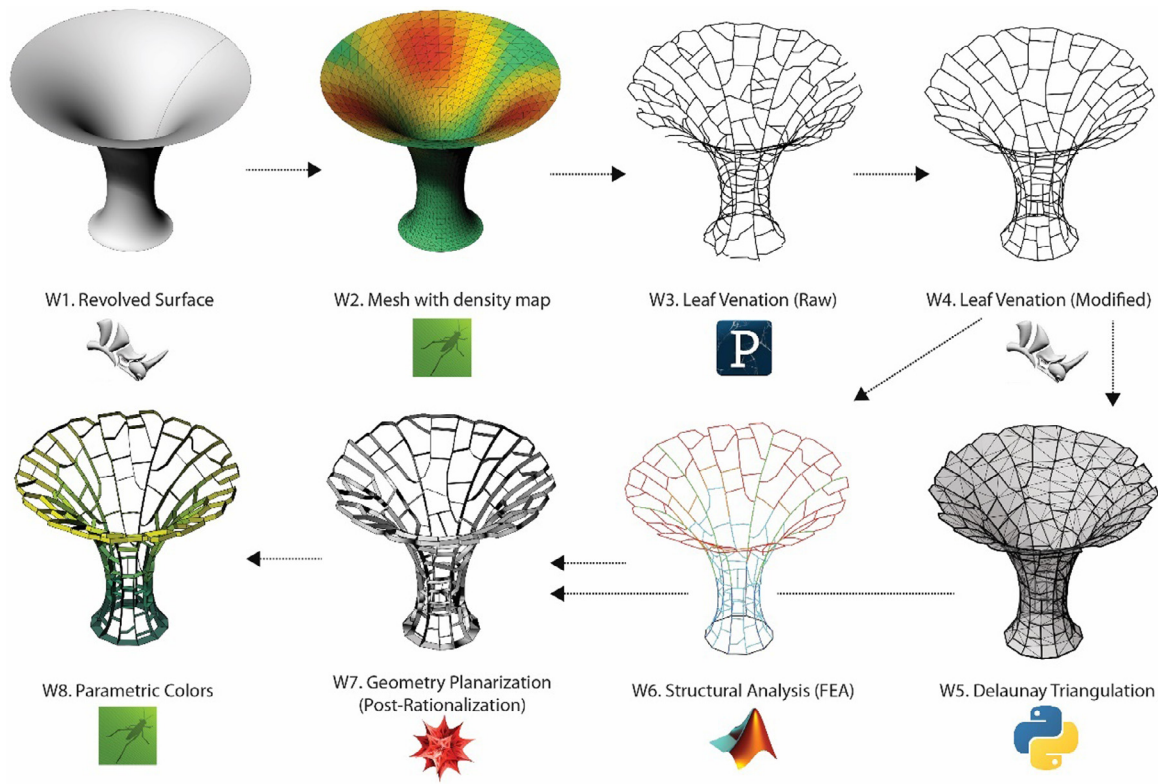 W1. Revolved Surface
W2. Mesh with density map
W3. Leaf Venation (Raw)
W4. Leaf Venation (Modified)
P
W8. Parametric Colors
W7. Geometry Planarization
(Post-Rationalization)
W6. Structural Analysis (FEA)
W5. Delaunay Triangulation